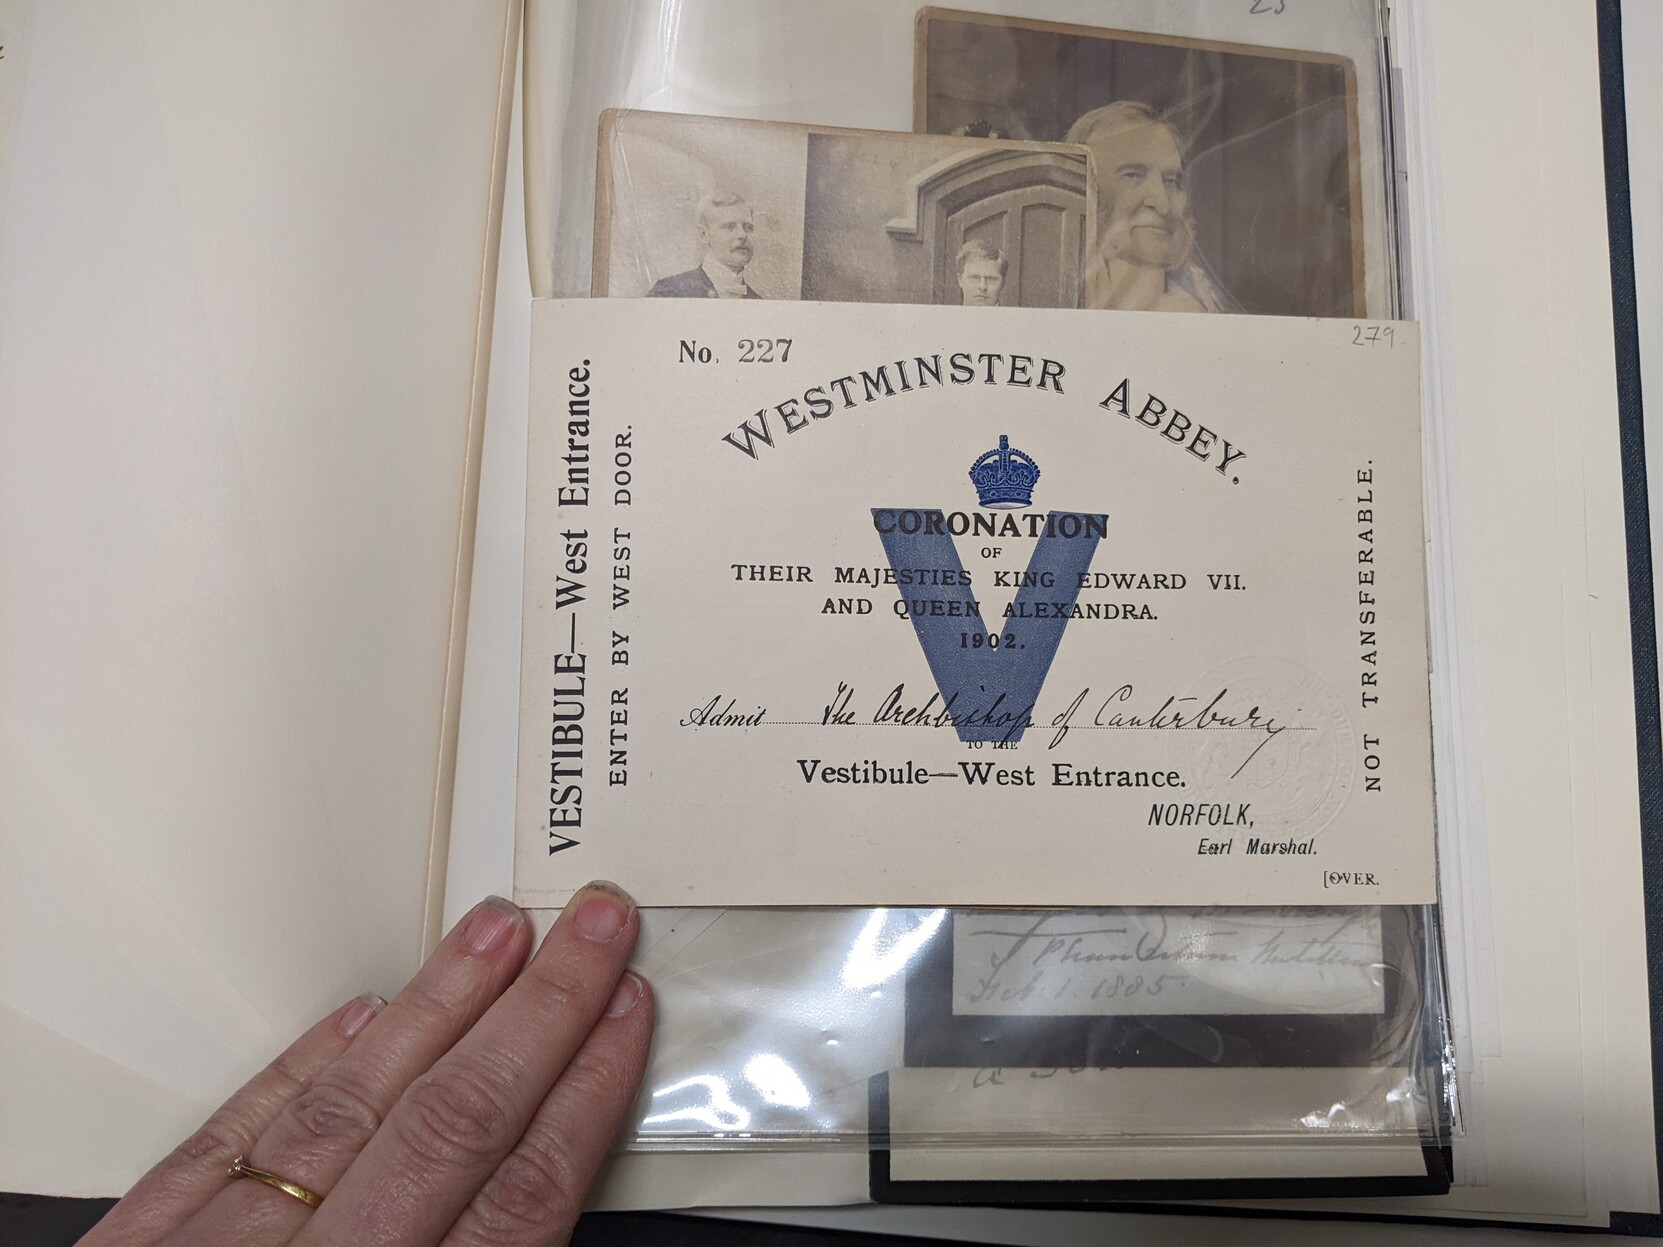 23
No. 227
279.
WESTMINSTER ABBEY.
CORONATION
OF
THEIR MAJESTIES KING EDWARD VII.
AND QUEEN ALEXANDRA.
1902.
Admit The Archbishop of Canterbury
TO THE
Vestibule—West Entrance.
NORFOLK,
Earl Marshal.
[OVER.
VESTIBULE—West Entrance.
ENTER BY WEST DOOR.
NOT TRANSFERABLE.
Feb. 1. 1885